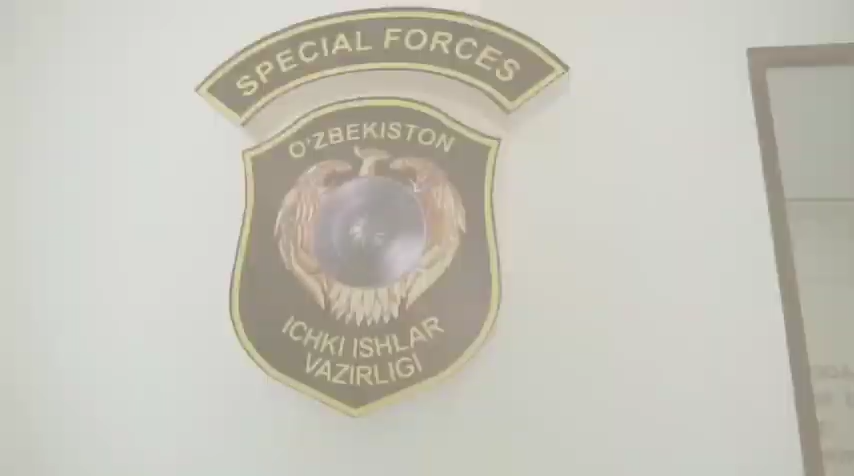 SPECIAL FORCES
O'ZBEKISTON
ICHKI ISHLAR
VAZIRLIGI